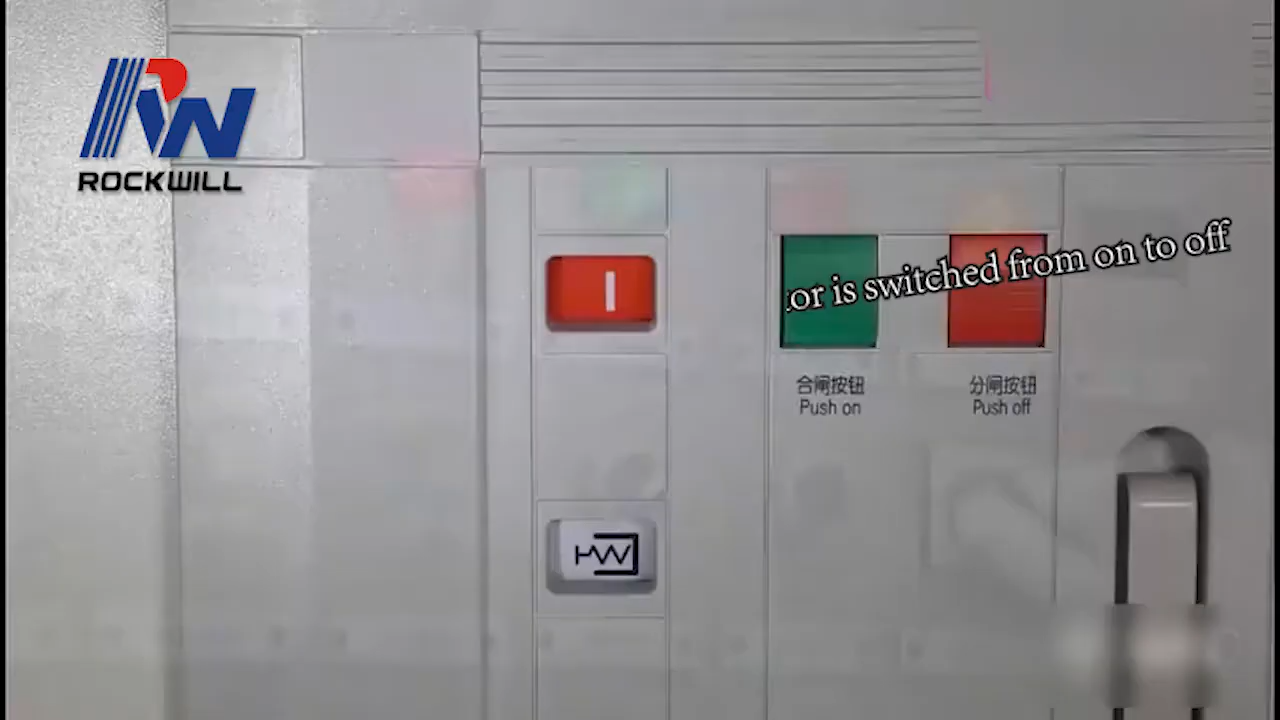 ROCKWILL
or is switched from on to off
合闸按钮
Push on
分闸按钮
Push off